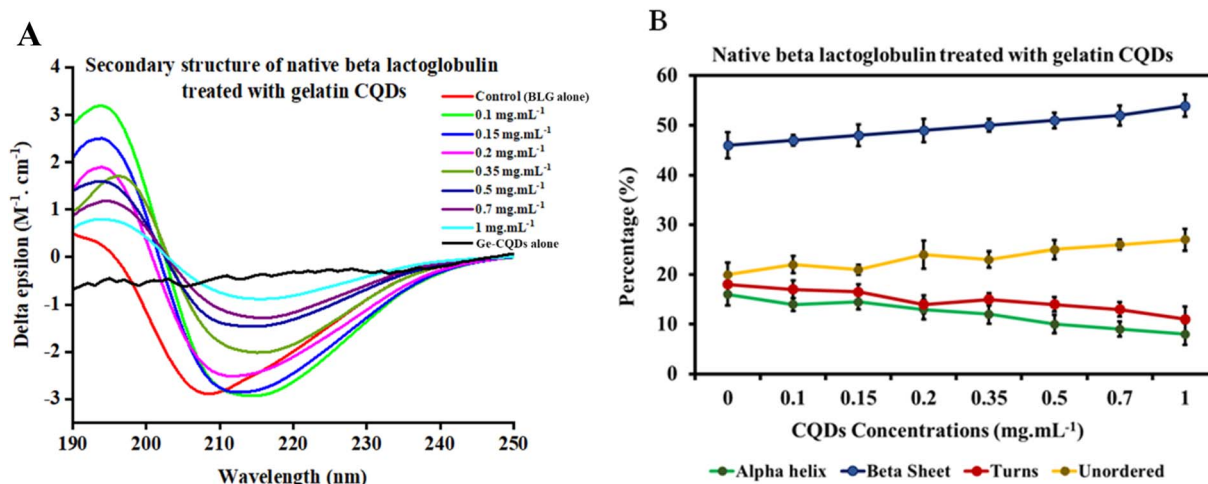 A
Secondary structure of native beta lactoglobulin
treated with gelatin CQDs
Control (BLG alone)
0.1 mg.mL⁻¹
0.15 mg.mL⁻¹
0.2 mg.mL⁻¹
0.35 mg.mL⁻¹
0.5 mg.mL⁻¹
0.7 mg.mL⁻¹
1 mg.mL⁻¹
Ge-CQDs alone
Delta epsilon (M⁻¹. cm⁻¹)
3
2
1
0
-1
-2
-3
190 200 210 220 230 240 250
Wavelength (nm)
B
Native beta lactoglobulin treated with gelatin CQDs
Percentage (%)
60
50
40
30
20
10
0
0 0.1 0.15 0.2 0.35 0.5 0.7 1
CQDs Concentrations (mg.mL⁻¹)
Alpha helix Beta Sheet Turns Unordered